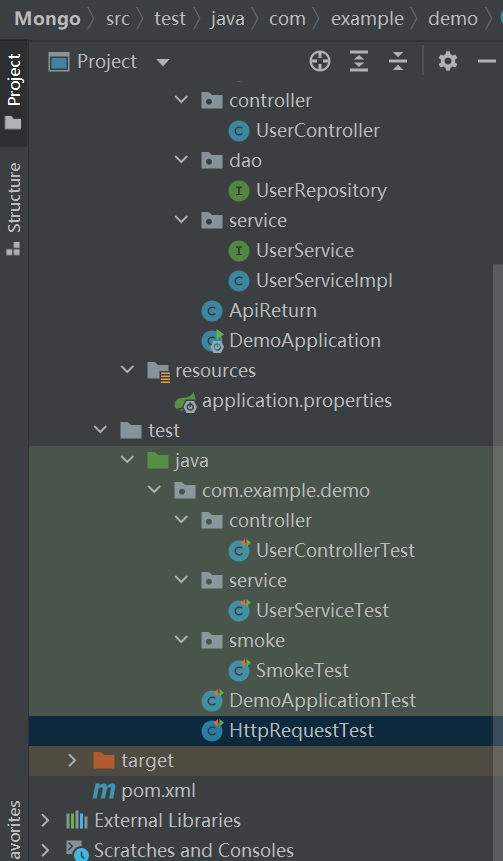 Mongo > src > test > java > com > example > demo >
Project
Project
Structure
avorites
controller
UserController
dao
UserRepository
service
UserService
UserServiceImpl
ApiReturn
DemoApplication
resources
application.properties
test
java
com.example.demo
controller
UserControllerTest
service
UserServiceTest
smoke
SmokeTest
DemoApplicationTest
HttpRequestTest
target
pom.xml
External Libraries
Scratches and Consoles